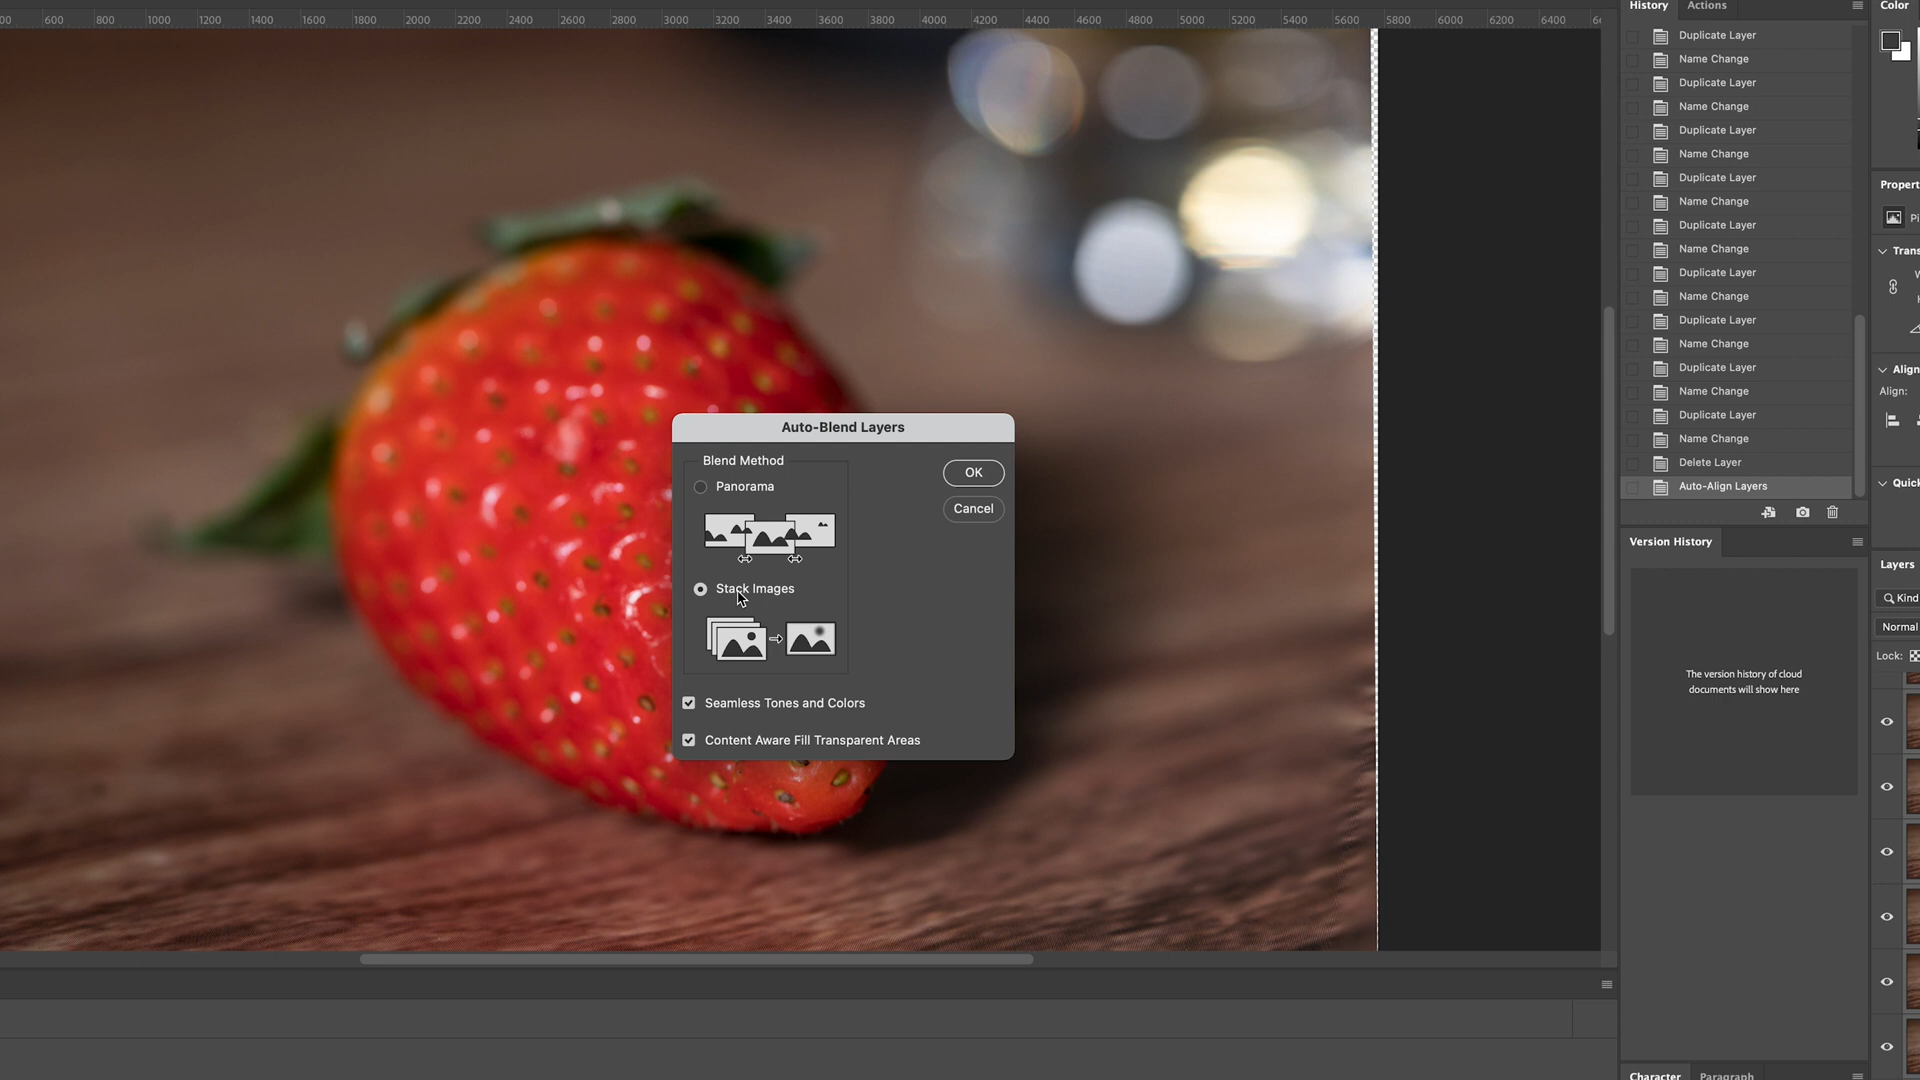 600 800 1000 1200 1400 1600 1800 2000 2200 2400 2600 2800 3000 3200 3400 3600 3800 4000 4200 4400 4600 4800 5000 5200 5400 5600 5800 6000 6200 6400
History Actions
Duplicate Layer
Name Change
Duplicate Layer
Name Change
Duplicate Layer
Name Change
Duplicate Layer
Name Change
Duplicate Layer
Name Change
Duplicate Layer
Name Change
Duplicate Layer
Name Change
Duplicate Layer
Name Change
Duplicate Layer
Name Change
Delete Layer
Auto-Align Layers
Version History
The version history of cloud
documents will show here
Character Paragraph
Auto-Blend Layers
Blend Method
Panorama
Stack Images
Seamless Tones and Colors
Content Aware Fill Transparent Areas
OK
Cancel
Color
Propert
Pi
Trans
Align
Align:
Quick
Layers
Kind
Normal
Lock: